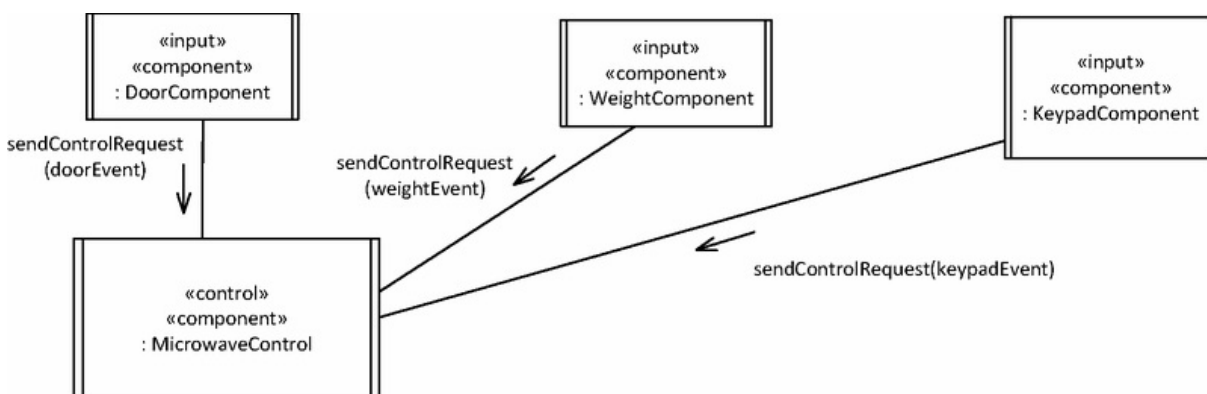 «input»
«component»
: DoorComponent
«input»
«component»
: WeightComponent
«input»
«component»
: KeypadComponent
sendControlRequest
(doorEvent)
sendControlRequest
(weightEvent)
sendControlRequest(keypadEvent)
«control»
«component»
: MicrowaveControl